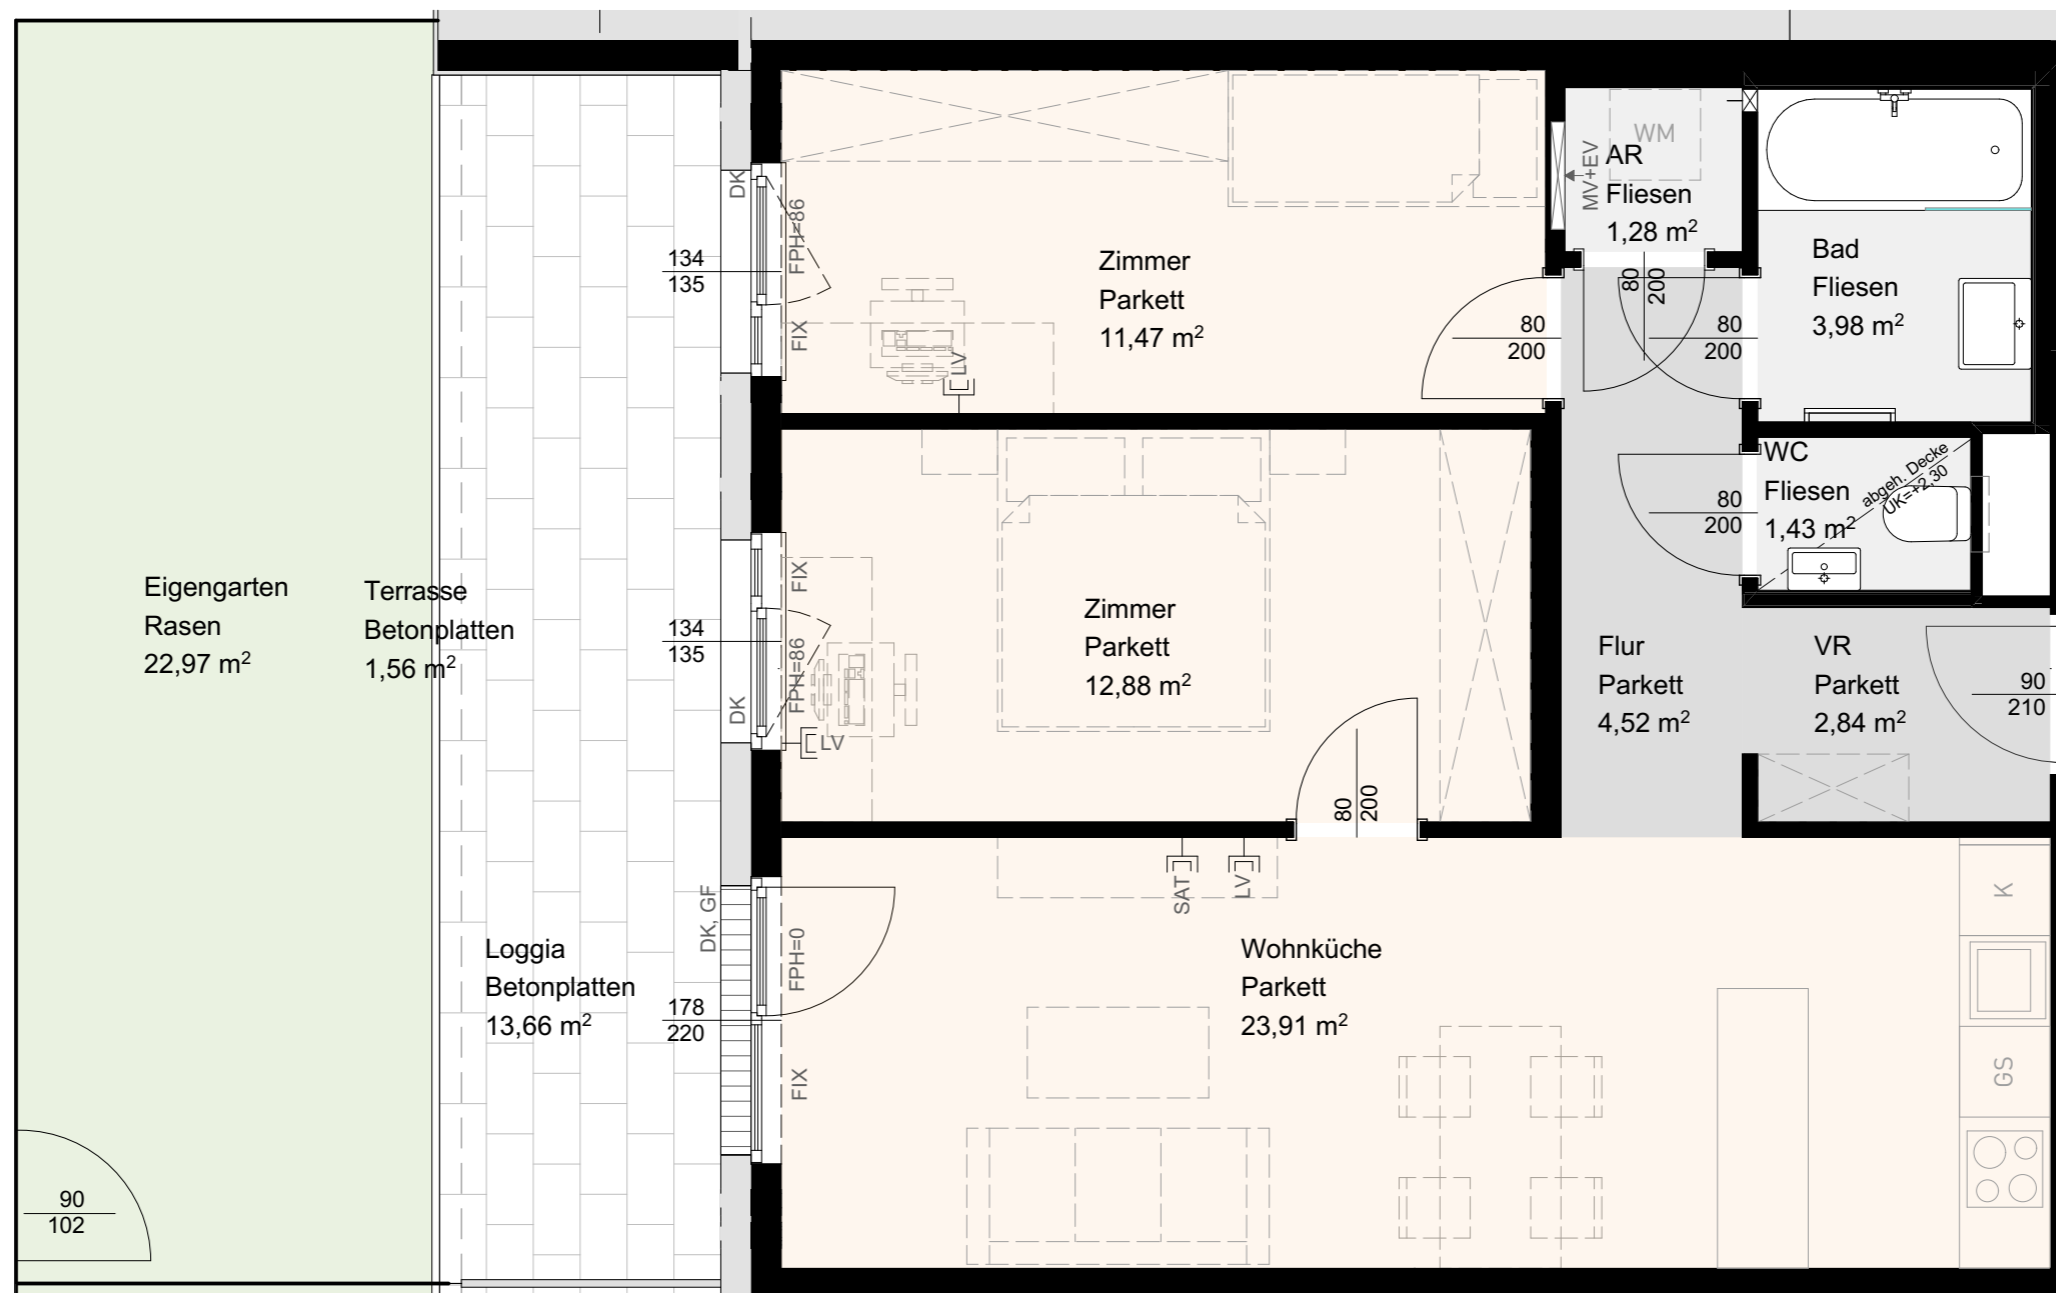 WM
MV+EV
AR
Fliesen
1,28 m²
DK
FPH=86
134
135
FIX
Zimmer
Parkett
11,47 m²
LV
80
200
80
200
80
200
Bad
Fliesen
3,98 m²
WC
Fliesen
1,43 m²
abgeh. Decke
UK=+2,30
80
200
Eigengarten
Rasen
22,97 m²
Terrasse
Betonplatten
1,56 m²
FIX
134
135
FPH=86
DK
LV
Zimmer
Parkett
12,88 m²
80
200
Flur
Parkett
4,52 m²
VR
Parkett
2,84 m²
90
210
SAT
LV
K
DK, GF
FPH=0
Loggia
Betonplatten
13,66 m²
178
220
FIX
Wohnküche
Parkett
23,91 m²
GS
90
102